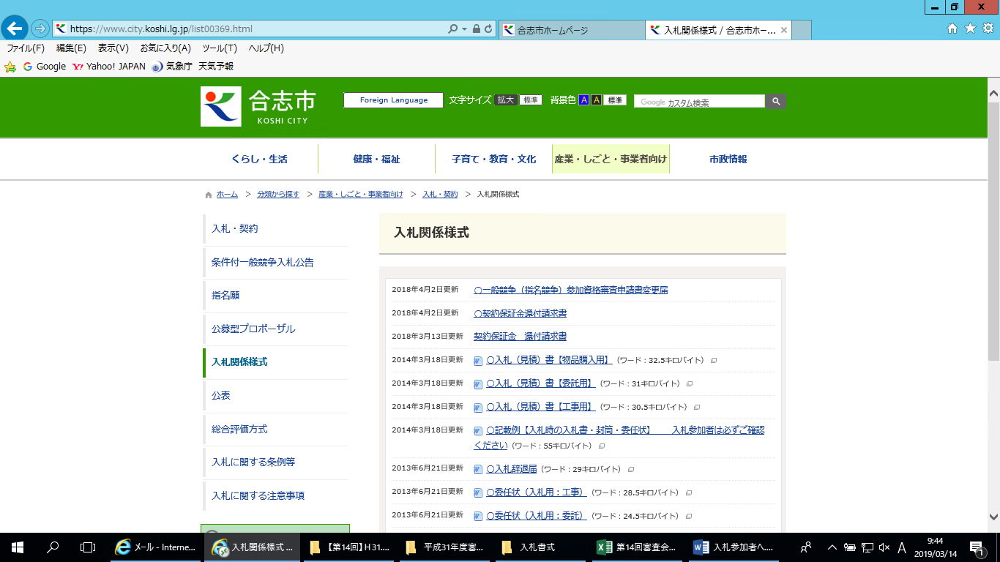 https://www.city.koshi.lg.jp/list00369.html
合志市ホームページ
入札関係様式 / 合志市ホー...
ファイル(F) 編集(E) 表示(V) お気に入り(A) ツール(T) ヘルプ(H)
Google Yahoo! JAPAN 気象庁 天気予報
合志市
KOSHI CITY
Foreign Language 文字サイズ 拡大 標準 背景色 A A 標準 Google カスタム検索
くらし・生活 健康・福祉 子育て・教育・文化 産業・しごと・事業者向け 市政情報
ホーム > 分類から探す > 産業・しごと・事業者向け > 入札・契約 > 入札関係様式
入札・契約
条件付一般競争入札公告
指名願
公募型プロポーザル
入札関係様式
公表
総合評価方式
入札に関する条例等
入札に関する注意事項
入札関係様式
2018年4月2日更新 ○一般競争（指名競争）参加資格審査申請書変更届
2018年4月2日更新 ○契約保証金還付請求書
2018年3月13日更新 契約保証金　還付請求書
2014年3月18日更新 ○入札（見積）書【物品購入用】（ワード：32.5キロバイト）
2014年3月18日更新 ○入札（見積）書【委託用】（ワード：31キロバイト）
2014年3月18日更新 ○入札（見積）書【工事用】（ワード：30.5キロバイト）
2014年3月18日更新 ○記載例【入札時の入札書・封筒・委任状】　　入札参加者は必ずご確認
ください（ワード：55キロバイト）
2013年6月21日更新 ○入札辞退届（ワード：29キロバイト）
2013年6月21日更新 ○委任状（入札用：工事）（ワード：28.5キロバイト）
2013年6月21日更新 ○委任状（入札用：委託）（ワード：24.5キロバイト）
メール - Interne...
入札関係様式 ...
【第14回】H31....
平成31年度審...
入札書式
第14回審査会...
入札参加者へ...
A
9:44
2019/03/14
1